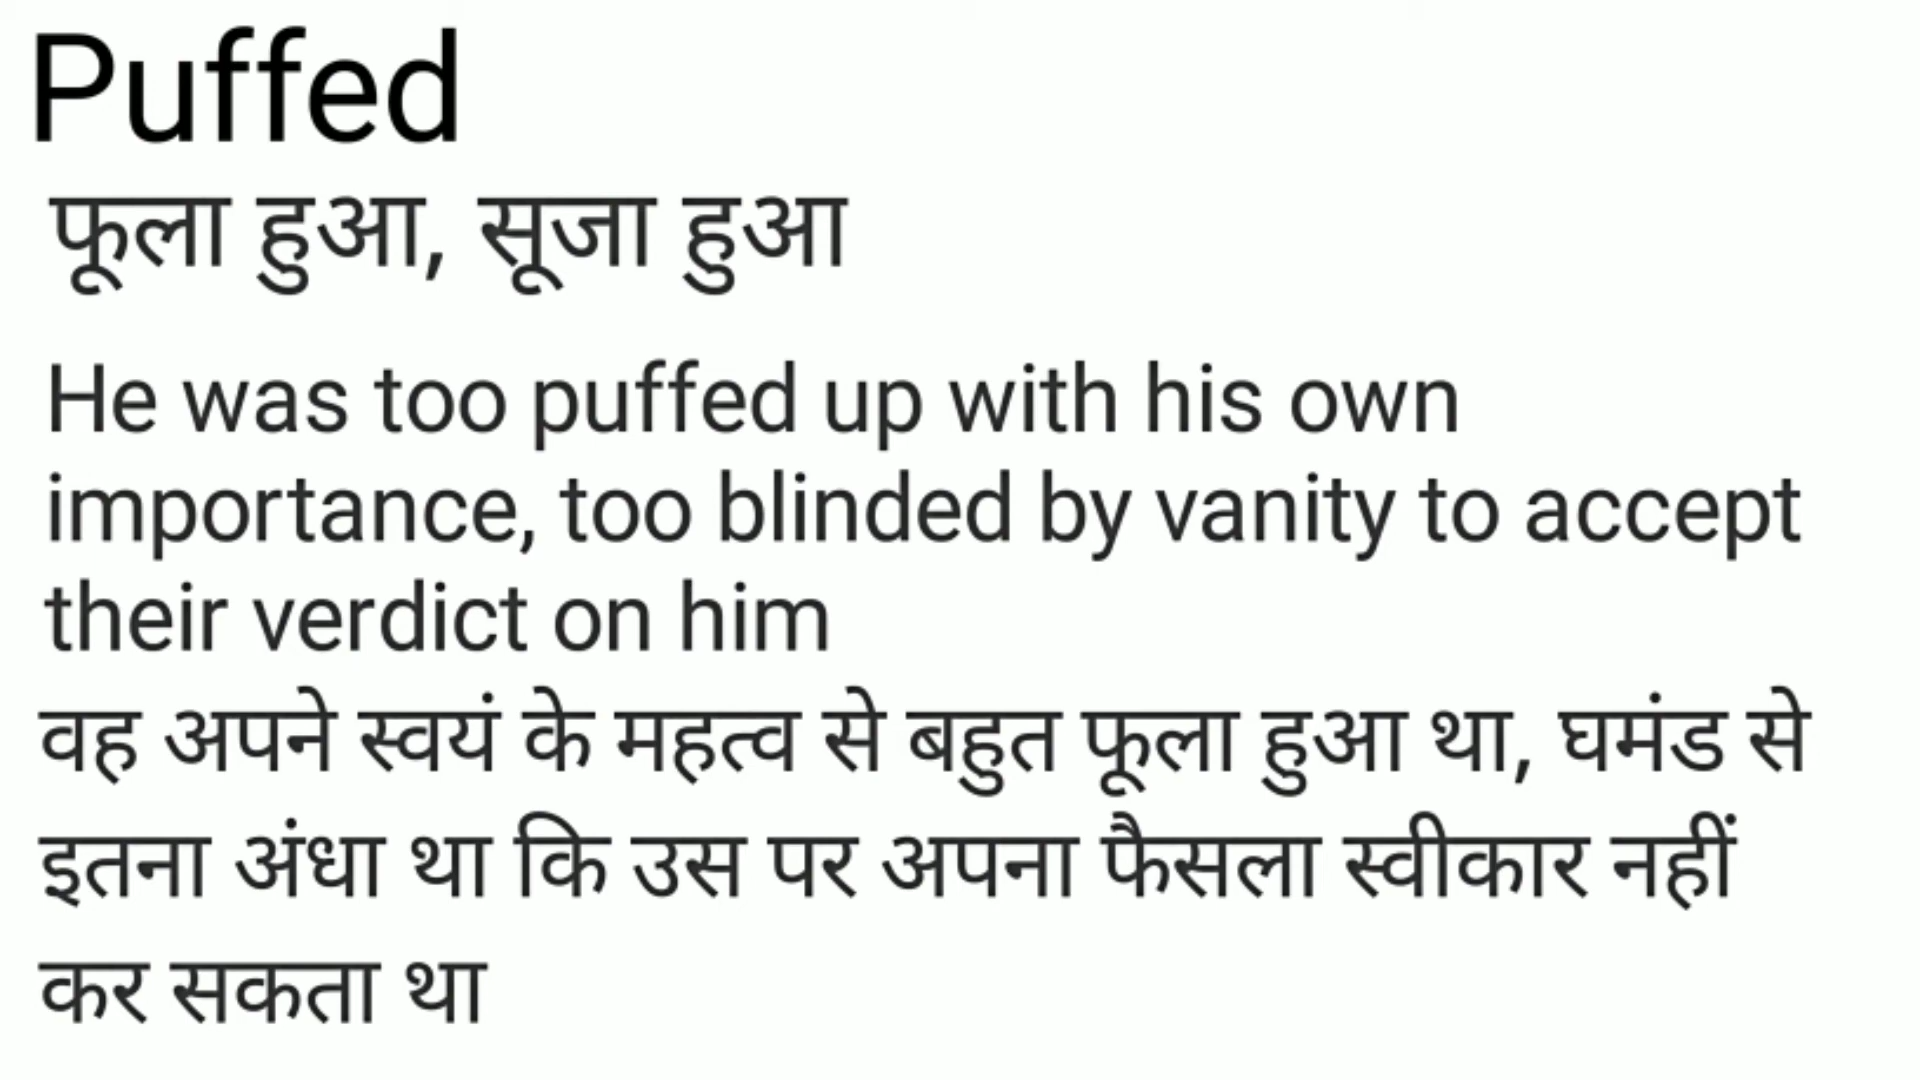 Puffed
फूला हुआ, सूजा हुआ
He was too puffed up with his own
importance, too blinded by vanity to accept
their verdict on him
वह अपने स्वयं के महत्व से बहुत फूला हुआ था, घमंड से
इतना अंधा था कि उस पर अपना फैसला स्वीकार नहीं
कर सकता था